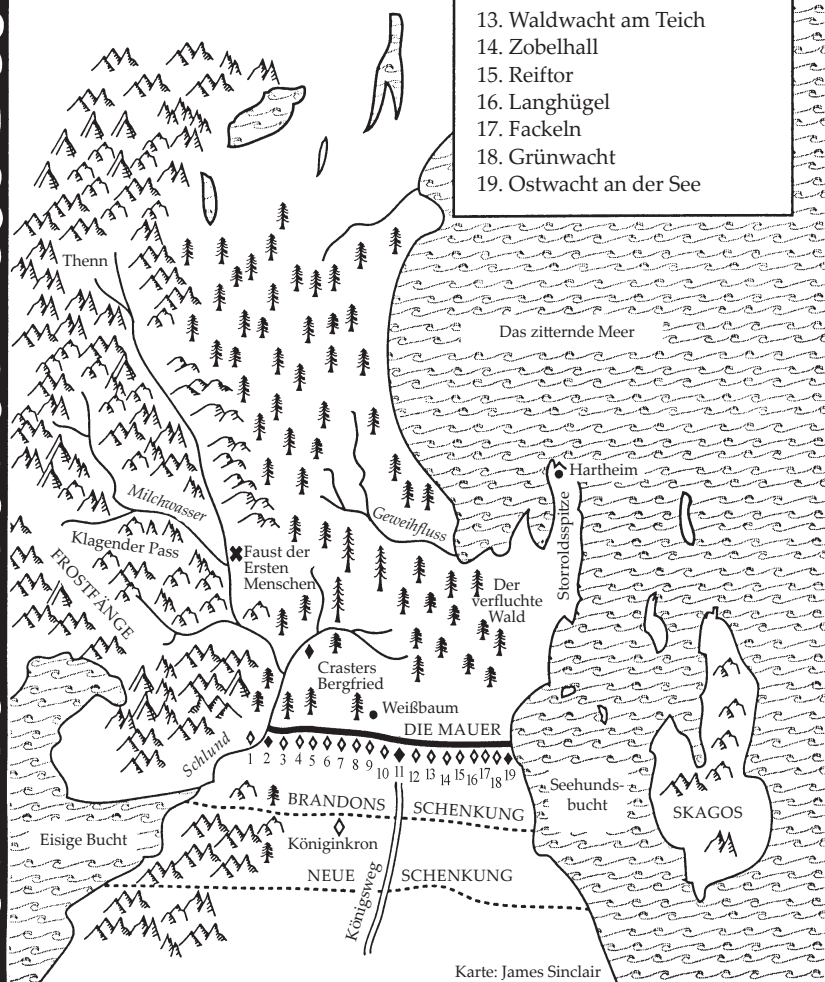 13. Waldwacht am Teich
14. Zobelhall
15. Reiftor
16. Langhügel
17. Fackeln
18. Grünwacht
19. Ostwacht an der See
Thenn
Das zitternde Meer
Hartheim
Storroldsspitze
Milchwasser
Geweihfluss
Klagender Pass
FROSTFÄNGE
Faust der
Ersten
Menschen
Der
verfluchte
Wald
Crasters
Bergfried
Weißbaum
DIE MAUER
Schlund
1 2 3 4 5 6 7 8 9 10 11 12 13 14 15 16 17 18 19
Seehunds-
bucht
SKAGOS
BRANDONS SCHENKUNG
Eisige Bucht
Königinkron
NEUE SCHENKUNG
Königsweg
Karte: James Sinclair